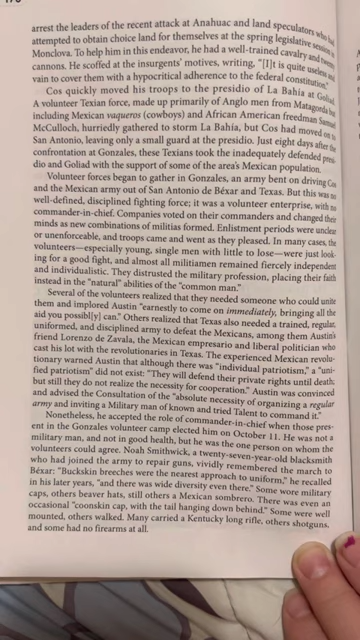 arrest the leaders of the recent attack at Anahuac and land speculators who had
attempted to obtain choice land for themselves at the spring legislative session in
Monclova. To help him in this endeavor, he had a well-trained cavalry and twenty
cannons. He scoffed at the insurgents' motives, writing, "[I]t is quite useless and
vain to cover them with a hypocritical adherence to the federal constitution."
Cos quickly moved his troops to the presidio of La Bahía at Goliad.
A volunteer Texian force, made up primarily of Anglo men from Matagorda but
including Mexican vaqueros (cowboys) and African American freedman Samuel
McCulloch, hurriedly gathered to storm La Bahía, but Cos had moved on to
San Antonio, leaving only a small guard at the presidio. Just eight days after the
confrontation at Gonzales, these Texians took the inadequately defended presi-
dio and Goliad with the support of some of the area's Mexican population.
Volunteer forces began to gather in Gonzales, an army bent on driving Cos
and the Mexican army out of San Antonio de Béxar and Texas. But this was no
well-defined, disciplined fighting force; it was a volunteer enterprise, with no
commander-in-chief. Companies voted on their commanders and changed their
minds as new combinations of militias formed. Enlistment periods were unclear
or unenforceable, and troops came and went as they pleased. In many cases, the
volunteers—especially young, single men with little to lose—were just look-
ing for a good fight, and almost all militiamen remained fiercely independent
and individualistic. They distrusted the military profession, placing their faith
instead in the "natural" abilities of the "common man."
Several of the volunteers realized that they needed someone who could unite
them and implored Austin "earnestly to come on immediately, bringing all the
aid you possibl[y] can." Others realized that Texas also needed a trained, regular,
uniformed, and disciplined army to defeat the Mexicans, among them Austin's
friend Lorenzo de Zavala, the Mexican empresario and liberal politician who
cast his lot with the revolutionaries in Texas. The experienced Mexican revolu-
tionary warned Austin that although there was "individual patriotism," a "uni-
fied patriotism" did not exist: "They will defend their private rights until death;
but still they do not realize the necessity for cooperation." Austin was convinced
and advised the Consultation of the "absolute necessity of organizing a regular
army and inviting a Military man of known and tried Talent to command it."
Nonetheless, he accepted the role of commander-in-chief when those pres-
ent in the Gonzales volunteer camp elected him on October 11. He was not a
military man, and not in good health, but he was the one person on whom the
volunteers could agree. Noah Smithwick, a twenty-seven-year-old blacksmith
who had joined the army to repair guns, vividly remembered the march to
Béxar: "Buckskin breeches were the nearest approach to uniform," he recalled
in his later years, "and there was wide diversity even there." Some wore military
caps, others beaver hats, still others a Mexican sombrero. There was even an
occasional "coonskin cap, with the tail hanging down behind." Some were well
mounted, others walked. Many carried a Kentucky long rifle, others shotguns,
and some had no firearms at all.